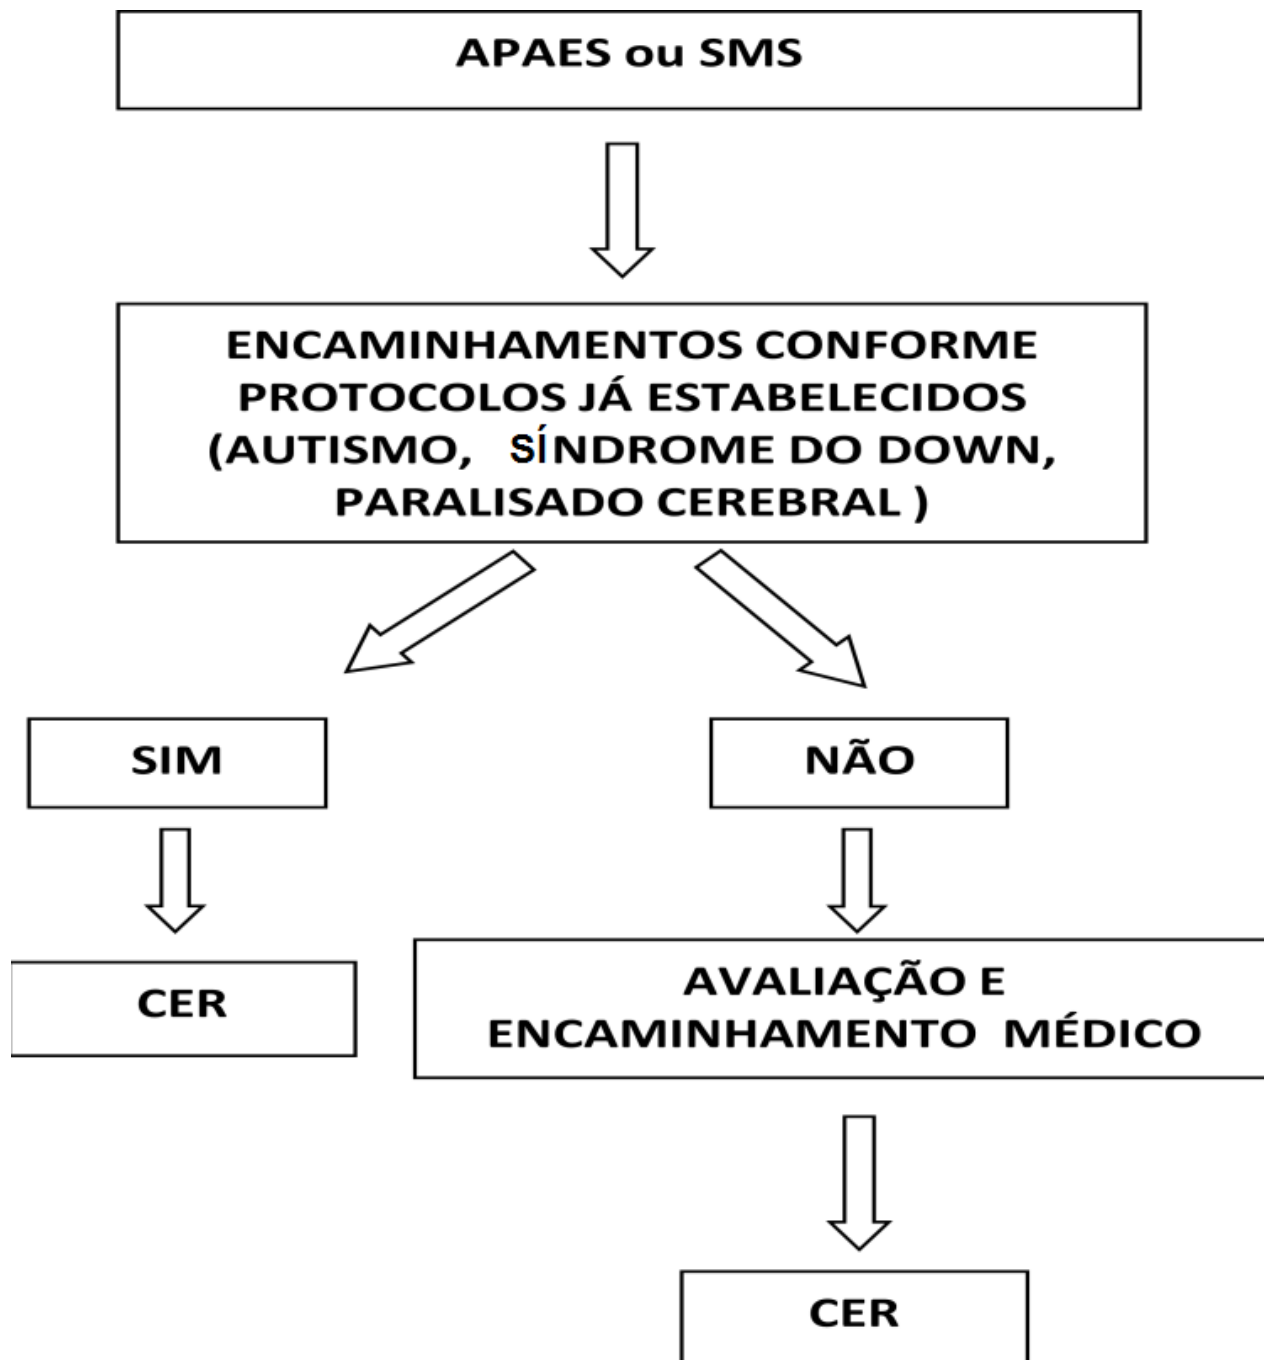 APAES ou SMS
ENCAMINHAMENTOS CONFORME
PROTOCOLOS JÁ ESTABELECIDOS
(AUTISMO, SÍNDROME DO DOWN,
PARALISADO CEREBRAL )
SIM
NÃO
CER
AVALIAÇÃO E
ENCAMINHAMENTO MÉDICO
CER